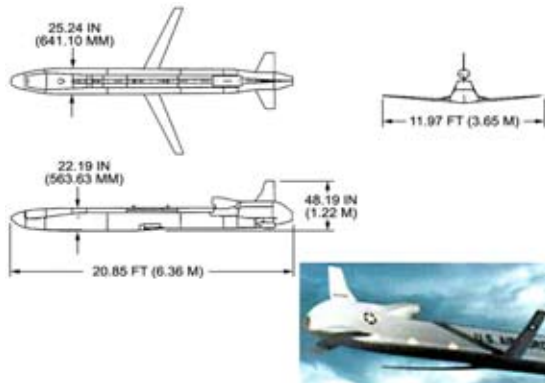 25.24 IN
(641.10 MM)
11.97 FT (3.65 M)
22.19 IN
(563.63 MM)
48.19 IN
(1.22 M)
20.85 FT (6.36 M)
U.S. AIR